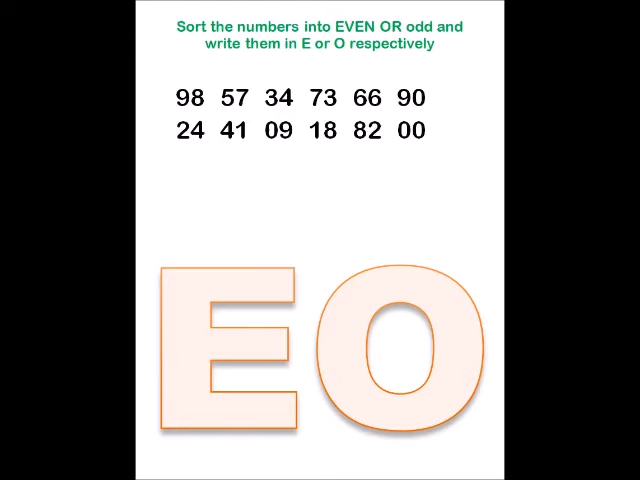 Sort the numbers into EVEN OR odd and
write them in E or O respectively
98 57 34 73 66 90
24 41 09 18 82 00
EO